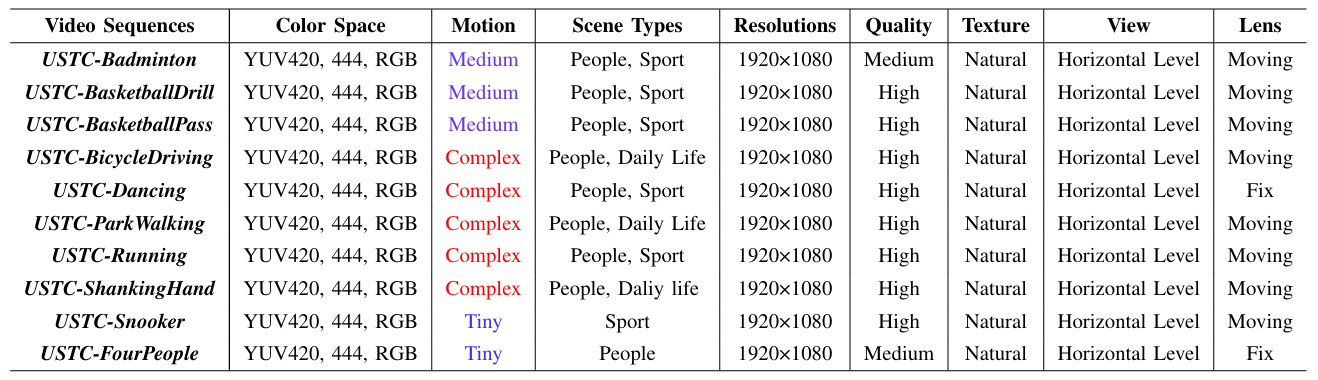 Video Sequences Color Space Motion Scene Types Resolutions Quality Texture View Lens
USTC-Badminton YUV420, 444, RGB Medium People, Sport 1920×1080 Medium Natural Horizontal Level Moving
USTC-BasketballDrill YUV420, 444, RGB Medium People, Sport 1920×1080 High Natural Horizontal Level Moving
USTC-BasketballPass YUV420, 444, RGB Medium People, Sport 1920×1080 High Natural Horizontal Level Moving
USTC-BicycleDriving YUV420, 444, RGB Complex People, Daily Life 1920×1080 High Natural Horizontal Level Moving
USTC-Dancing YUV420, 444, RGB Complex People, Sport 1920×1080 High Natural Horizontal Level Fix
USTC-ParkWalking YUV420, 444, RGB Complex People, Daily Life 1920×1080 High Natural Horizontal Level Moving
USTC-Running YUV420, 444, RGB Complex People, Sport 1920×1080 High Natural Horizontal Level Moving
USTC-ShankingHand YUV420, 444, RGB Complex People, Daliy life 1920×1080 High Natural Horizontal Level Moving
USTC-Snooker YUV420, 444, RGB Tiny Sport 1920×1080 High Natural Horizontal Level Moving
USTC-FourPeople YUV420, 444, RGB Tiny People 1920×1080 Medium Natural Horizontal Level Fix